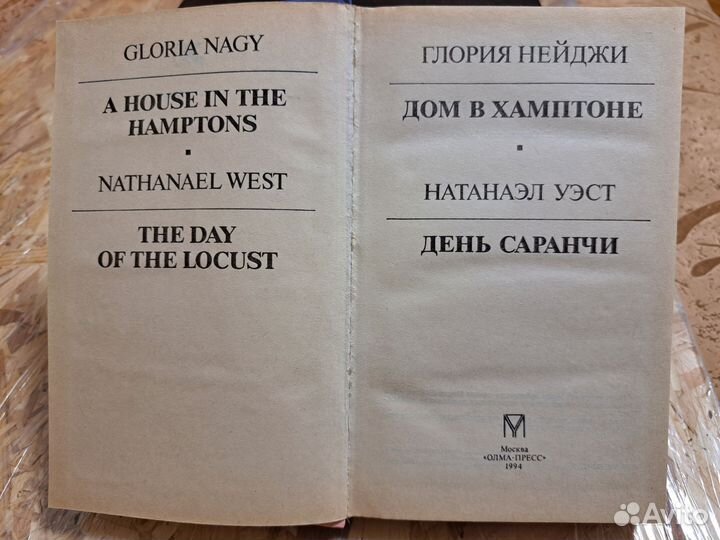 GLORIA NAGY
A HOUSE IN THE
HAMPTONS
NATHANAEL WEST
THE DAY
OF THE LOCUST
ГЛОРИЯ НЕЙДЖИ
ДОМ В ХАМПТОНЕ
НАТАНАЭЛ УЭСТ
ДЕНЬ САРАНЧИ
Москва
«ОЛМА-ПРЕСС»
1994
Avito